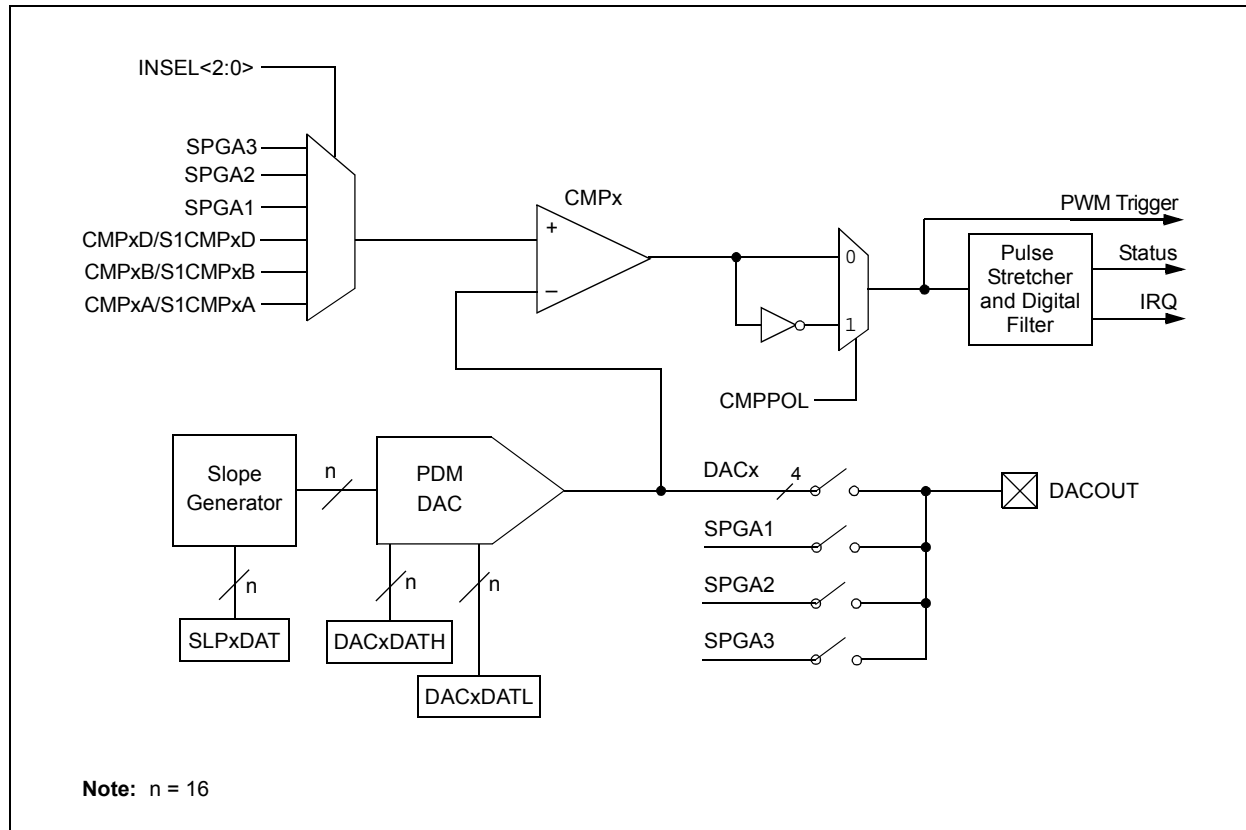 INSEL<2:0>
SPGA3
SPGA2
SPGA1
CMPxD/S1CMPxD
CMPxB/S1CMPxB
CMPxA/S1CMPxA
CMPx
+
–
0
1
CMPPOL
PWM Trigger
Pulse
Stretcher
and Digital
Filter
Status
IRQ
Slope
Generator
n
PDM
DAC
n
n
n
SLPxDAT
DACxDATH
DACxDATL
DACx
4
SPGA1
SPGA2
SPGA3
DACOUT
Note: n = 16